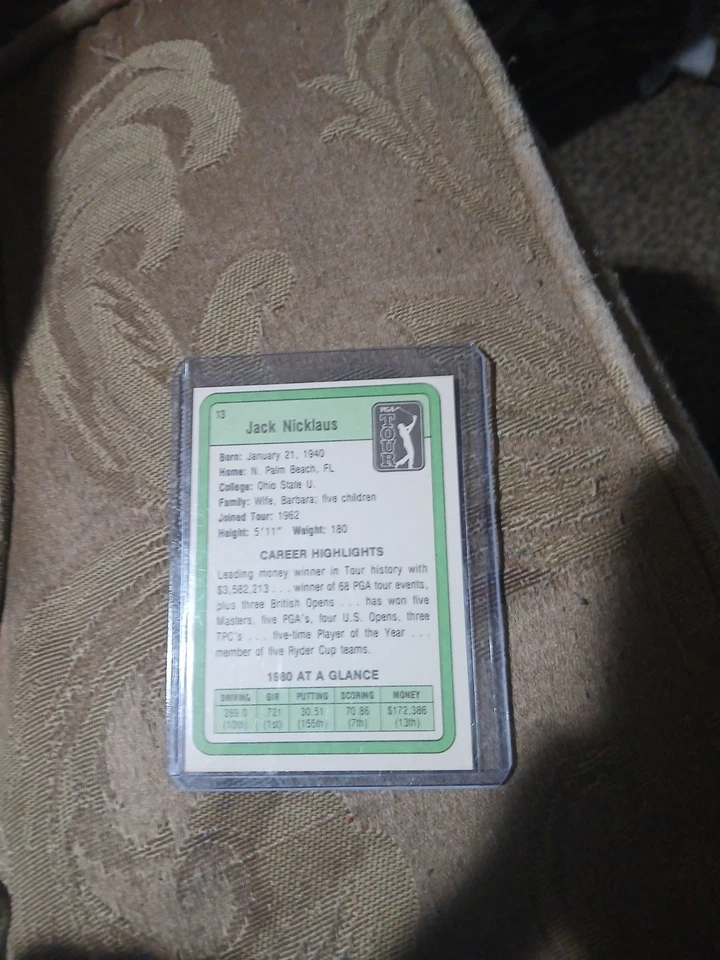 13
Jack Nicklaus
PGA
TOUR
Born: January 21, 1940
Home: N. Palm Beach, FL
College: Ohio State U.
Family: Wife, Barbara; five children
Joined Tour: 1962
Height: 5'11" Weight: 180
CAREER HIGHLIGHTS
Leading money winner in Tour history with
$3,582,213 . . . winner of 68 PGA tour events,
plus three British Opens . . . has won five
Masters, five PGA's, four U.S. Opens, three
TPC's . . . five-time Player of the Year . . .
member of five Ryder Cup teams.
1980 AT A GLANCE
DRIVING GIR PUTTING SCORING MONEY
269.0 .721 30.51 70.86 $172,386
(10th) (1st) (155th) (7th) (13th)